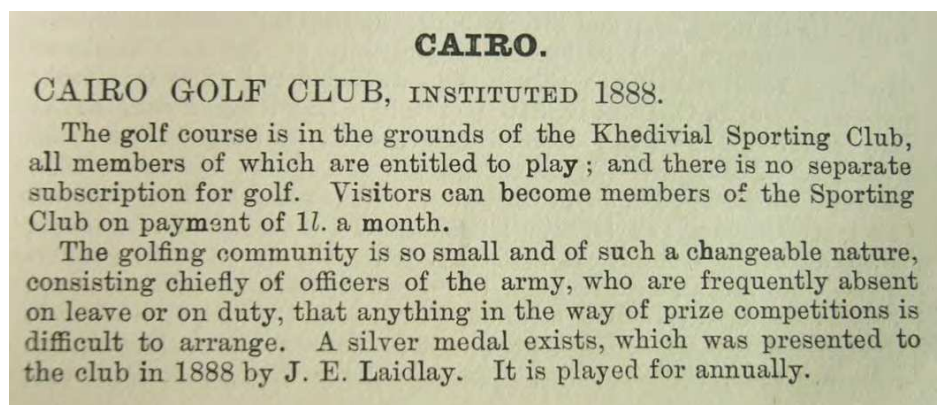 CAIRO.
CAIRO GOLF CLUB, INSTITUTED 1888.
The golf course is in the grounds of the Khedivial Sporting Club,
all members of which are entitled to play ; and there is no separate
subscription for golf. Visitors can become members of the Sporting
Club on payment of 1l. a month.
The golfing community is so small and of such a changeable nature,
consisting chiefly of officers of the army, who are frequently absent
on leave or on duty, that anything in the way of prize competitions is
difficult to arrange. A silver medal exists, which was presented to
the club in 1888 by J. E. Laidlay. It is played for annually.